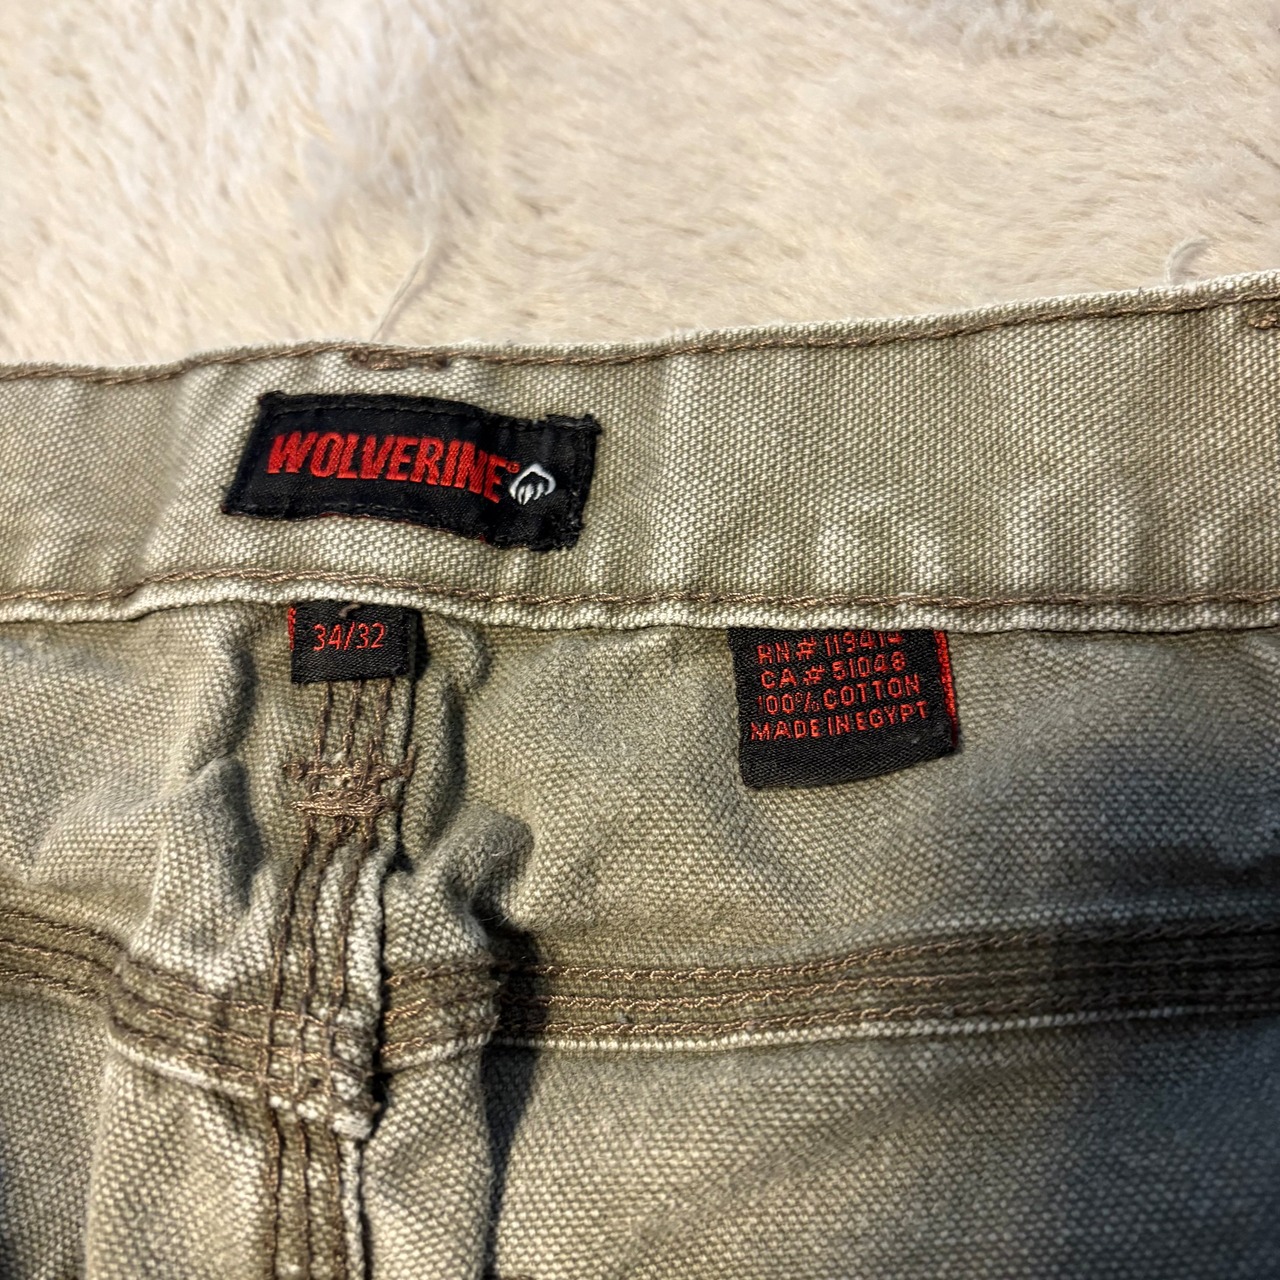 WOLVERINE®
34/32
RN# 119414
CA# 51048
100% COTTON
MADE IN EGYPT